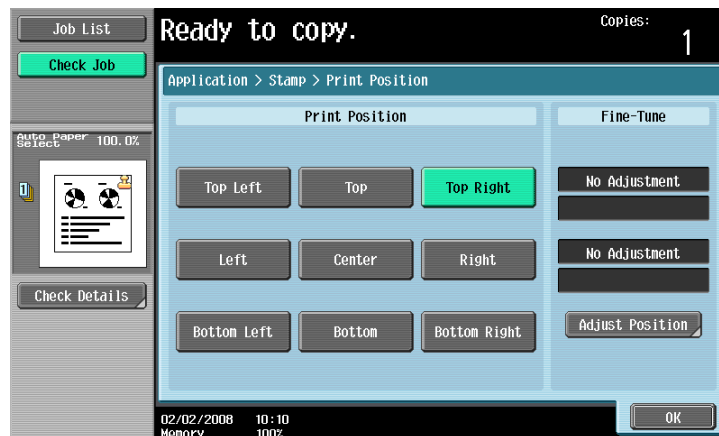 Job List
Check Job
Ready to copy.
Copies:
1
Application > Stamp > Print Position
Print Position
Fine-Tune
Auto Paper
Select
100.0%
1
Top Left
Top
Top Right
No Adjustment
Left
Center
Right
No Adjustment
Check Details
Bottom Left
Bottom
Bottom Right
Adjust Position
OK
02/02/2008 10:10
Memory 100%